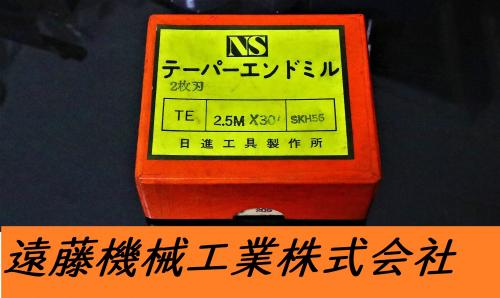 NS
テーパーエンドミル
2枚刃
TE 2.5M X30′ SKH56
日進工具製作所
遠藤機械工業株式会社